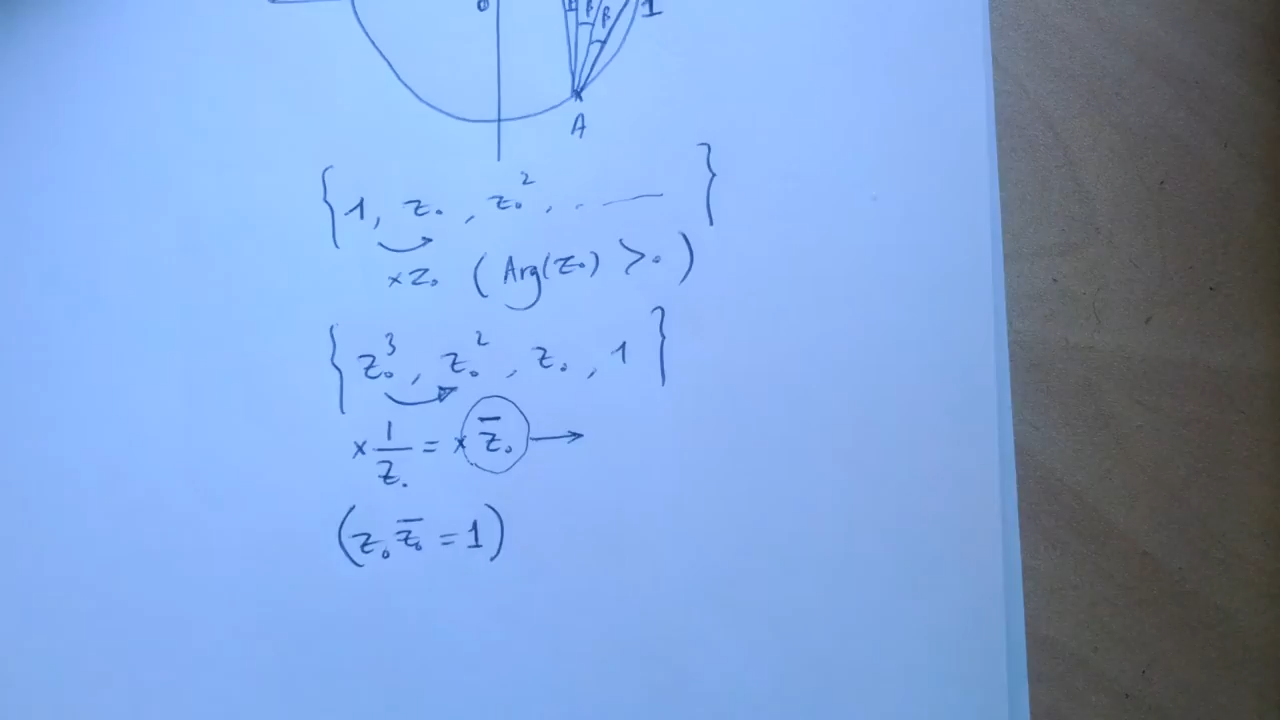 0 β β β 1
A
{1, z₀, z₀², . — }
×z₀ (Arg(z₀) >0)
{z₀³, z₀², z₀, 1}
×1/z₀ = ×z̅₀ →
(z₀z̅₀ = 1)